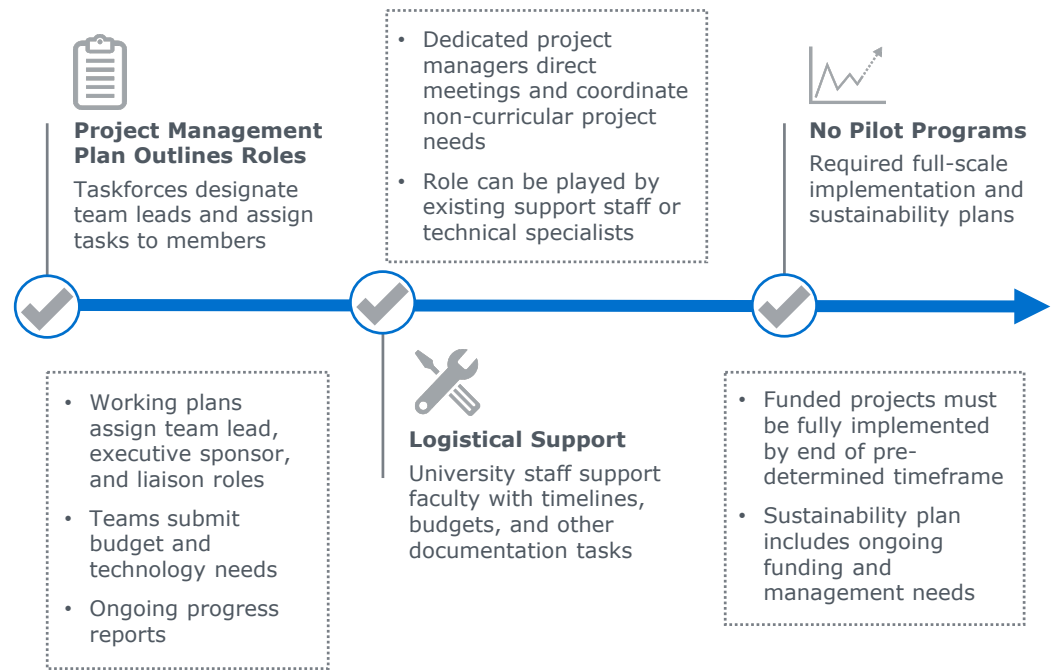 Project Management
Plan Outlines Roles
Taskforces designate
team leads and assign
tasks to members
• Working plans
assign team lead,
executive sponsor,
and liaison roles
• Teams submit
budget and
technology needs
• Ongoing progress
reports
• Dedicated project
managers direct
meetings and coordinate
non-curricular project
needs
• Role can be played by
existing support staff or
technical specialists
Logistical Support
University staff support
faculty with timelines,
budgets, and other
documentation tasks
No Pilot Programs
Required full-scale
implementation and
sustainability plans
• Funded projects must
be fully implemented
by end of pre-
determined timeframe
• Sustainability plan
includes ongoing
funding and
management needs